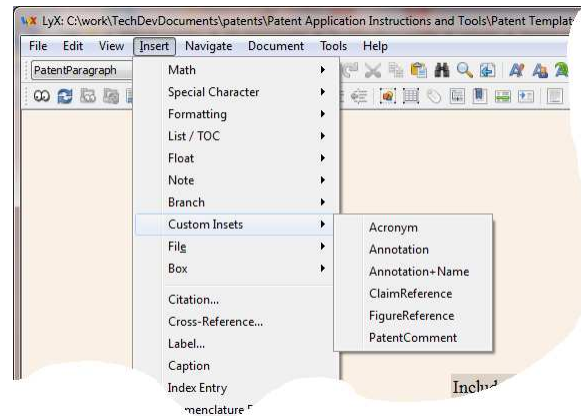 LyX: C:\work\TechDevDocuments\patents\Patent Application Instructions and Tools\Patent Templat
File Edit View Insert Navigate Document Tools Help
PatentParagraph
Math
Special Character
Formatting
List / TOC
Float
Note
Branch
Custom Insets
File
Box
Citation...
Cross-Reference...
Label...
Caption
Index Entry
Acronym
Annotation
Annotation+Name
ClaimReference
FigureReference
PatentComment